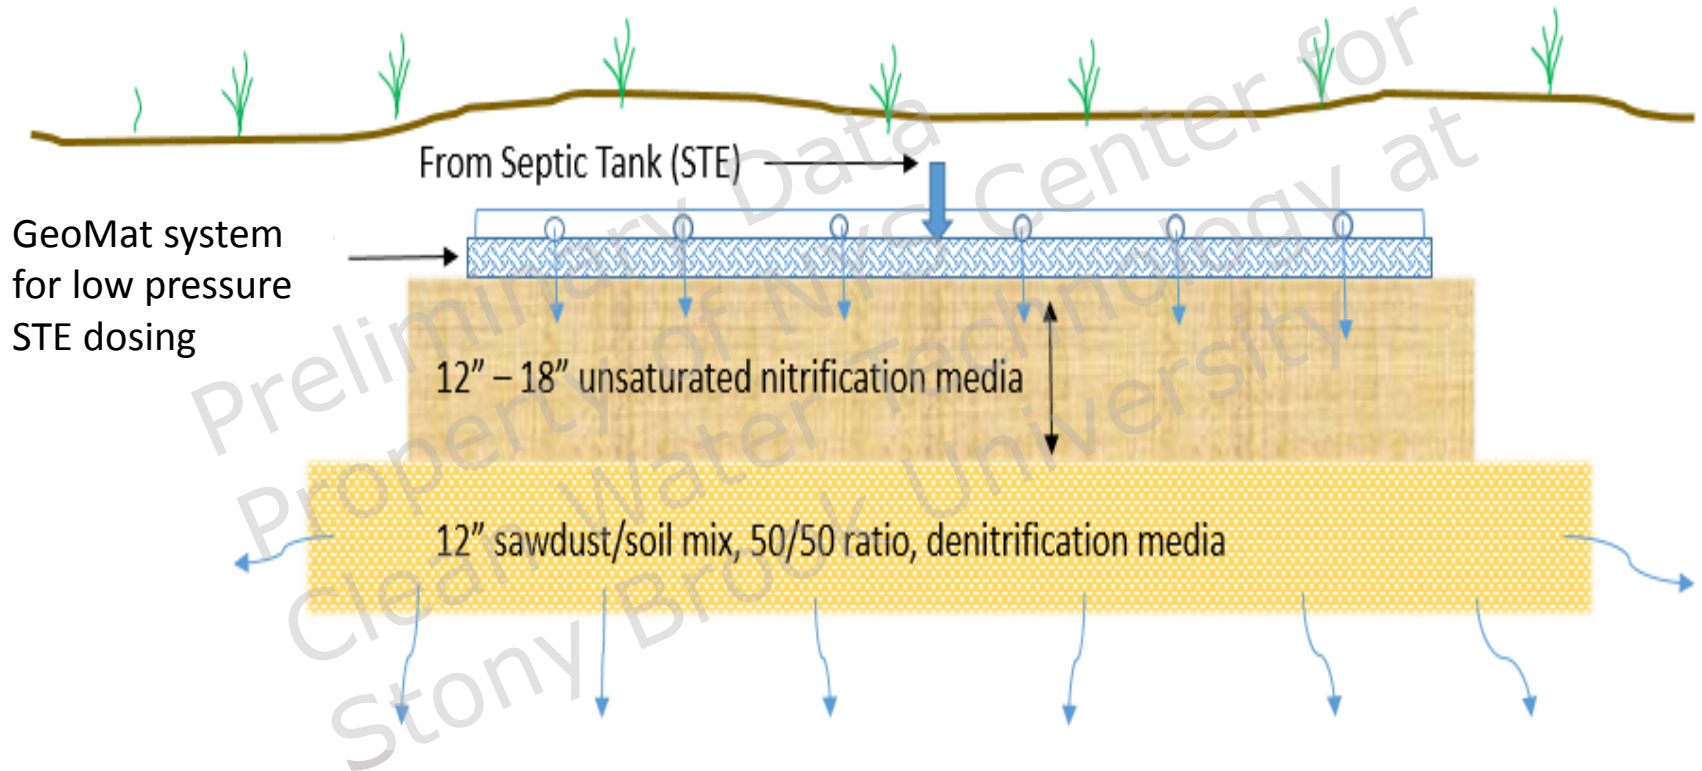 From Septic Tank (STE)
GeoMat system
for low pressure
STE dosing
12” – 18” unsaturated nitrification media
12” sawdust/soil mix, 50/50 ratio, denitrification media
Preliminary Data
Property of NYS Center for
Clean Water Technology at
Stony Brook University